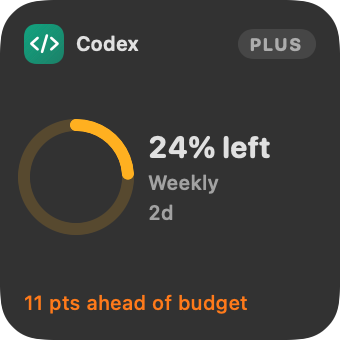 </> Codex
PLUS
24% left
Weekly
2d
11 pts ahead of budget